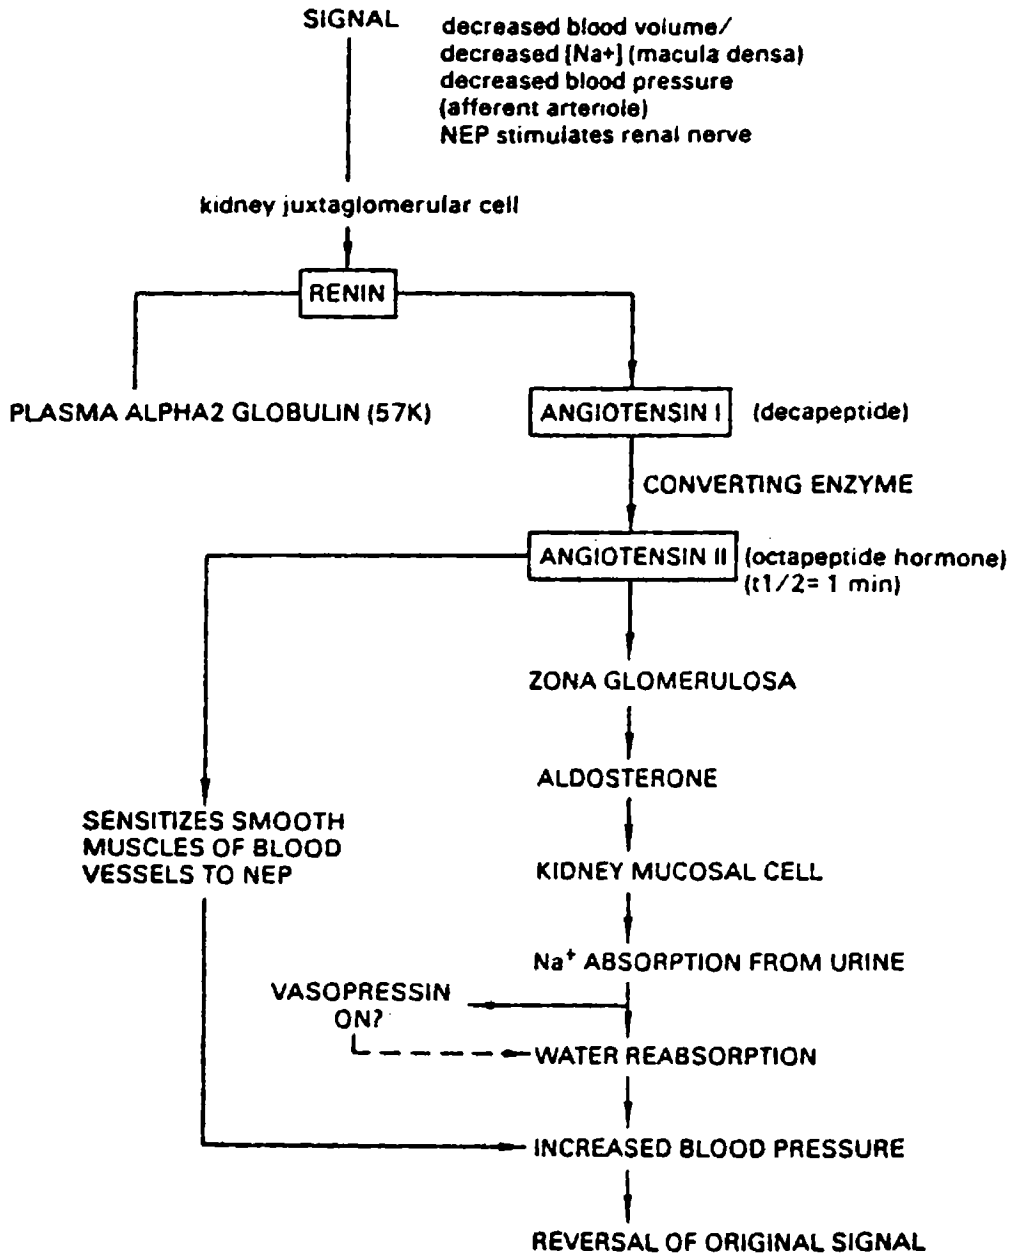 SIGNAL
decreased blood volume/
decreased [Na+] (macula densa)
decreased blood pressure
(afferent arteriole)
NEP stimulates renal nerve
kidney juxtaglomerular cell
RENIN
PLASMA ALPHA2 GLOBULIN (57K)
ANGIOTENSIN I (decapeptide)
CONVERTING ENZYME
ANGIOTENSIN II (octapeptide hormone)
(t1/2= 1 min)
ZONA GLOMERULOSA
ALDOSTERONE
SENSITIZES SMOOTH
MUSCLES OF BLOOD
VESSELS TO NEP
KIDNEY MUCOSAL CELL
Na⁺ ABSORPTION FROM URINE
VASOPRESSIN
ON?
WATER REABSORPTION
INCREASED BLOOD PRESSURE
REVERSAL OF ORIGINAL SIGNAL